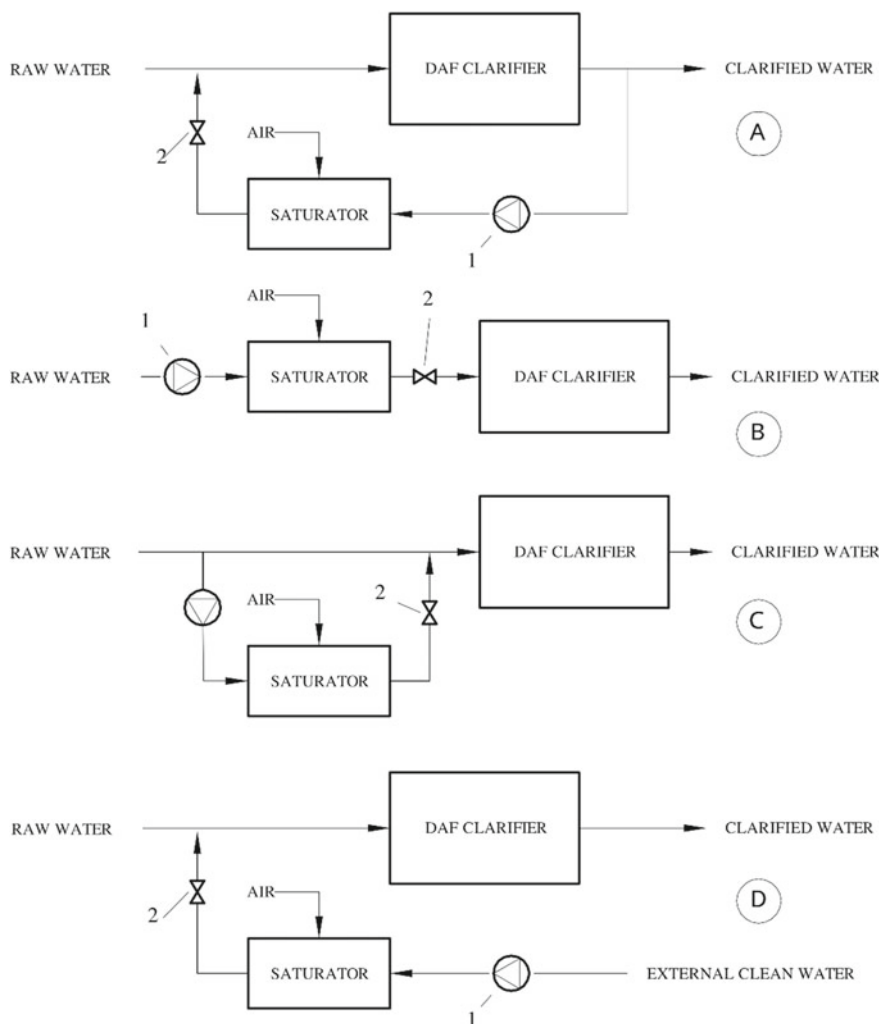 RAW WATER
DAF CLARIFIER
CLARIFIED WATER
A
2
AIR
SATURATOR
1
AIR
2
1
RAW WATER
SATURATOR
DAF CLARIFIER
CLARIFIED WATER
B
RAW WATER
DAF CLARIFIER
CLARIFIED WATER
AIR
2
C
SATURATOR
RAW WATER
DAF CLARIFIER
CLARIFIED WATER
2
AIR
D
SATURATOR
EXTERNAL CLEAN WATER
1